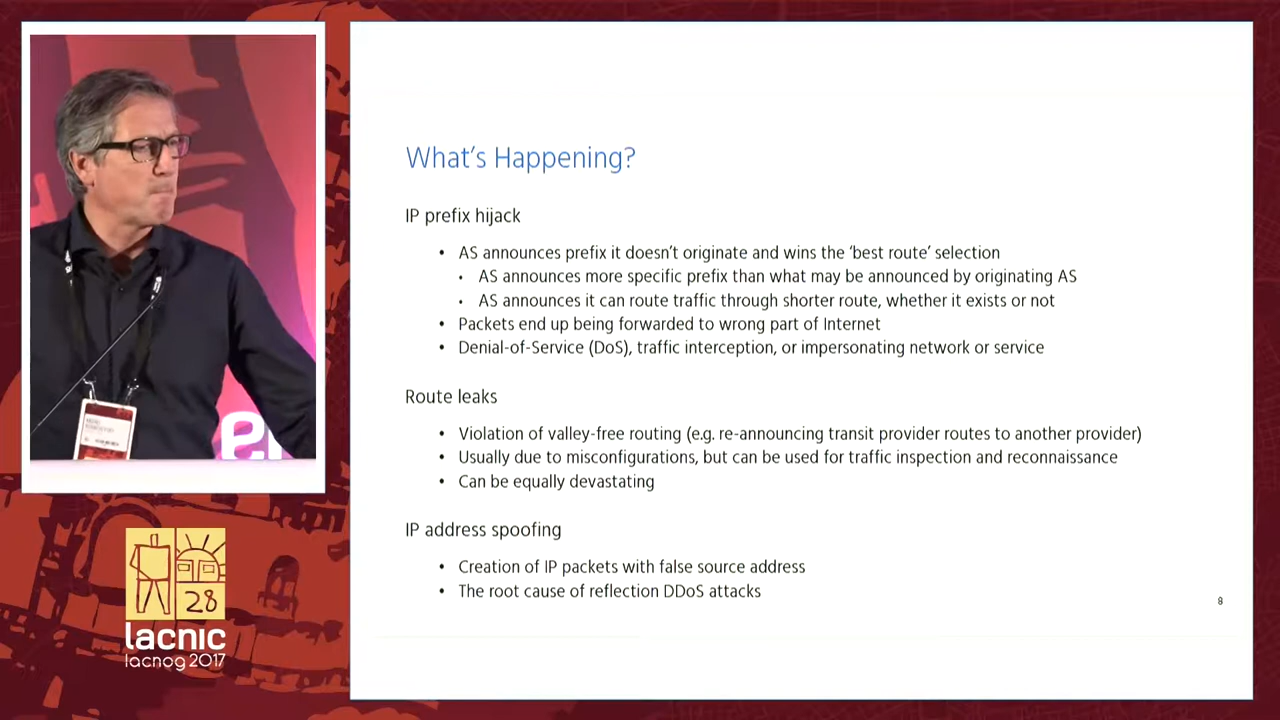 What's Happening?
IP prefix hijack
• AS announces prefix it doesn't originate and wins the 'best route' selection
• AS announces more specific prefix than what may be announced by originating AS
• AS announces it can route traffic through shorter route, whether it exists or not
• Packets end up being forwarded to wrong part of Internet
• Denial-of-Service (DoS), traffic interception, or impersonating network or service
Route leaks
• Violation of valley-free routing (e.g. re-announcing transit provider routes to another provider)
• Usually due to misconfigurations, but can be used for traffic inspection and reconnaissance
• Can be equally devastating
IP address spoofing
• Creation of IP packets with false source address
• The root cause of reflection DDoS attacks
8
28
lacnic
lacnog 2017